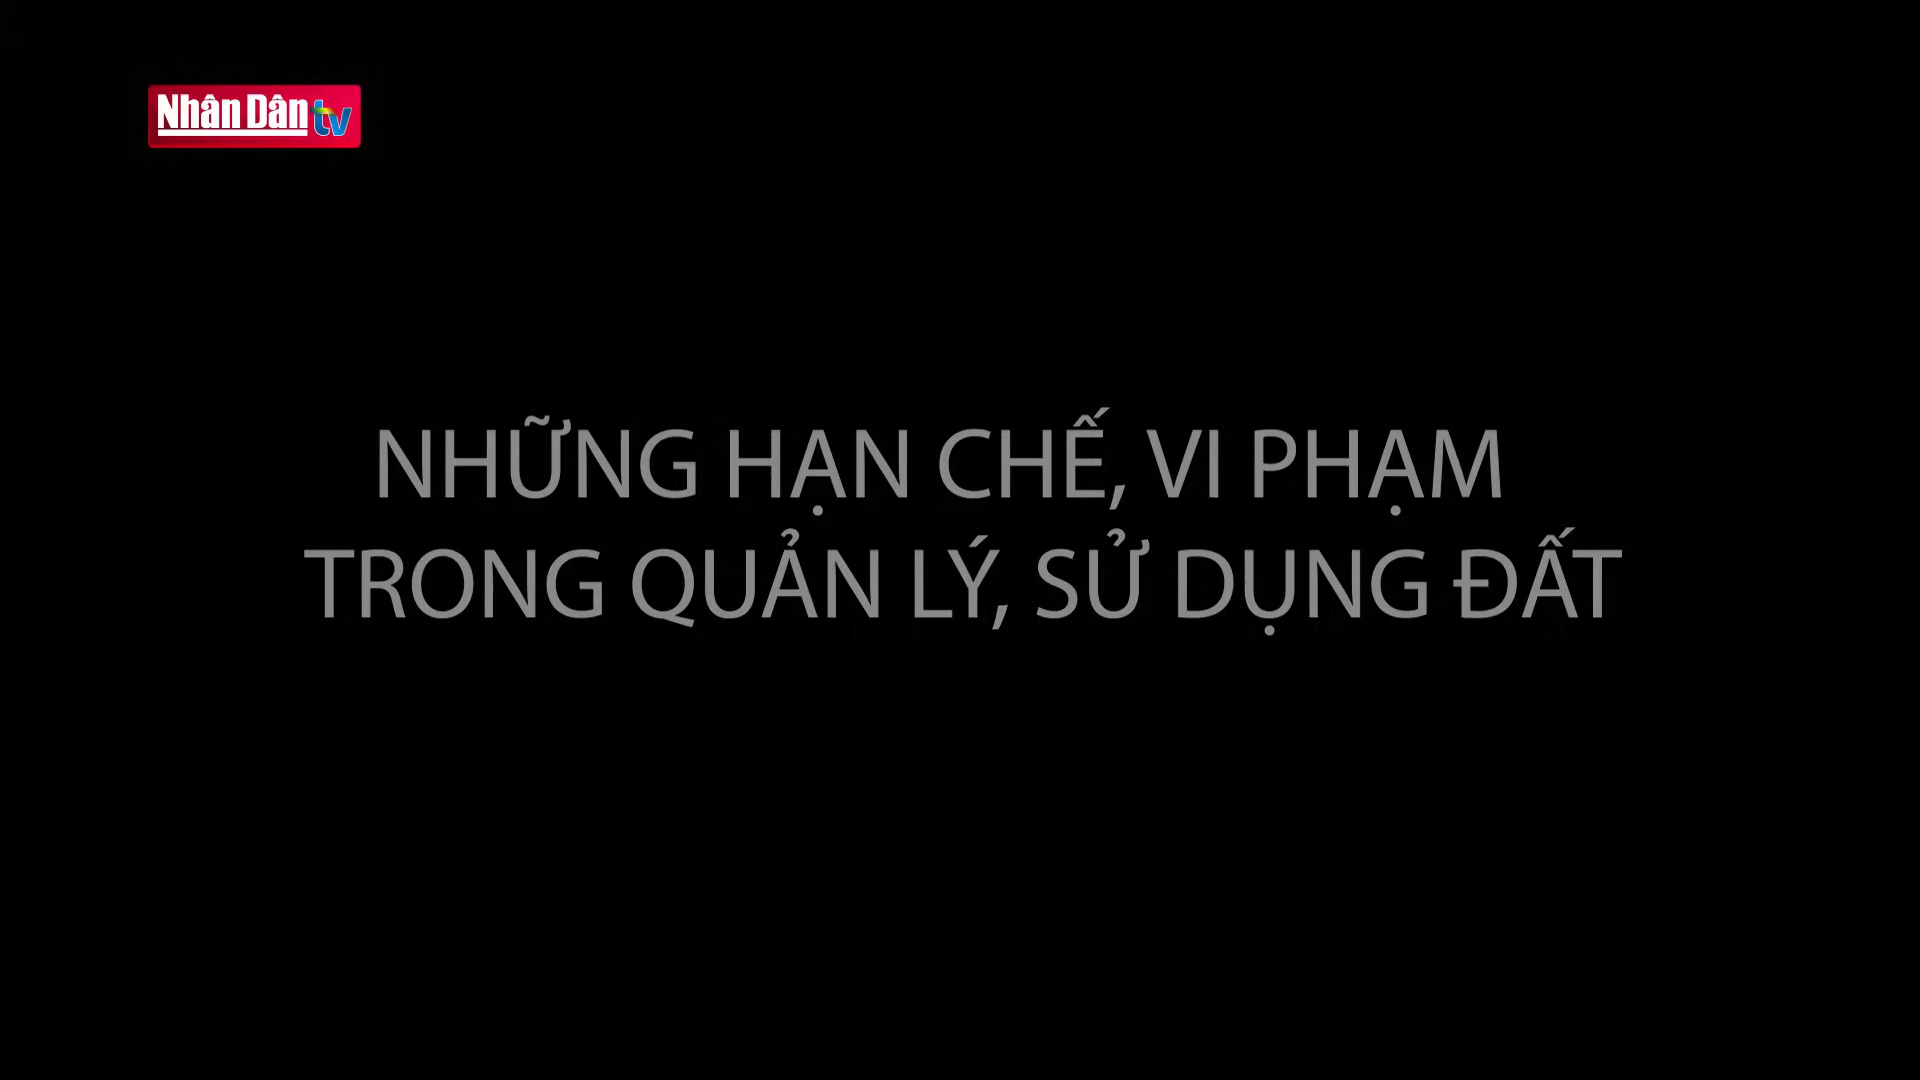 Nhân Dân tv
NHỮNG HẠN CHẾ, VI PHẠM
TRONG QUẢN LÝ, SỬ DỤNG ĐẤT